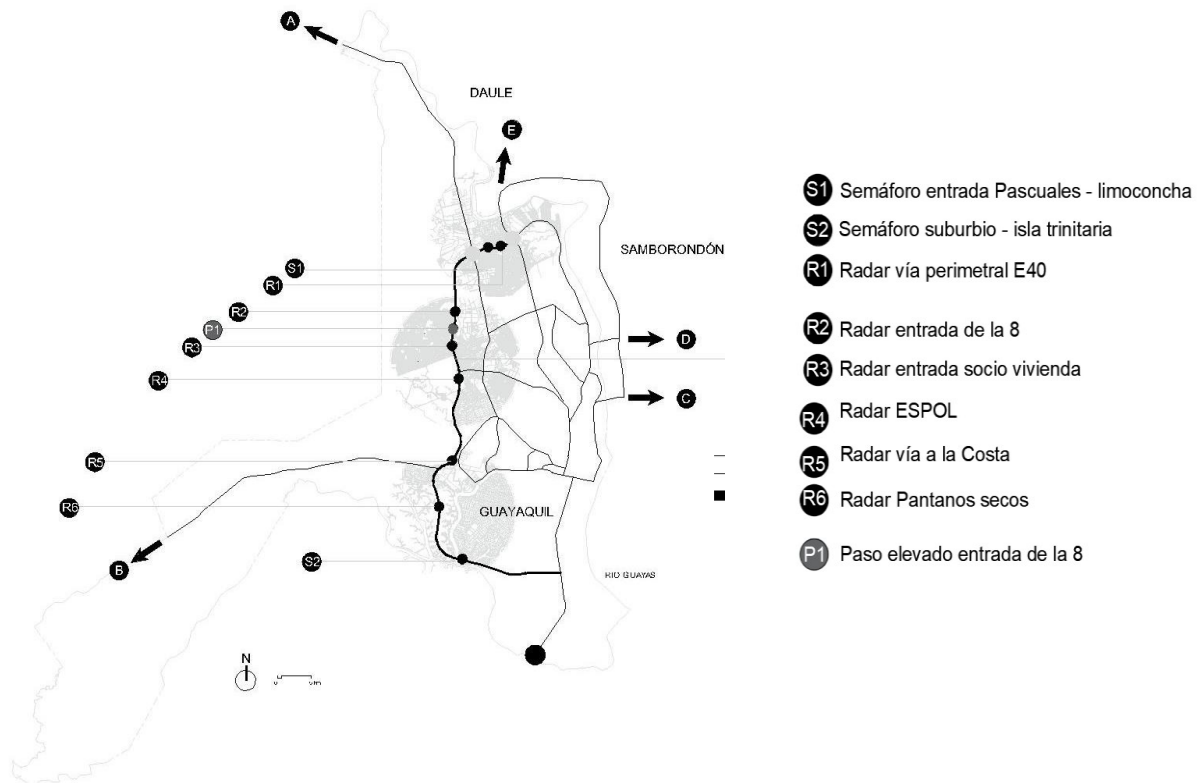 A
DAULE
E
SAMBORONDÓN
S1
R1
R2
P1
R3
D
R4
C
R5
R6
GUAYAQUIL
S2
B
RIO GUAYAS
N
S1 Semáforo entrada Pascuales - limoconcha
S2 Semáforo suburbio - isla trinitaria
R1 Radar vía perimetral E40
R2 Radar entrada de la 8
R3 Radar entrada socio vivienda
R4 Radar ESPOL
R5 Radar vía a la Costa
R6 Radar Pantanos secos
P1 Paso elevado entrada de la 8